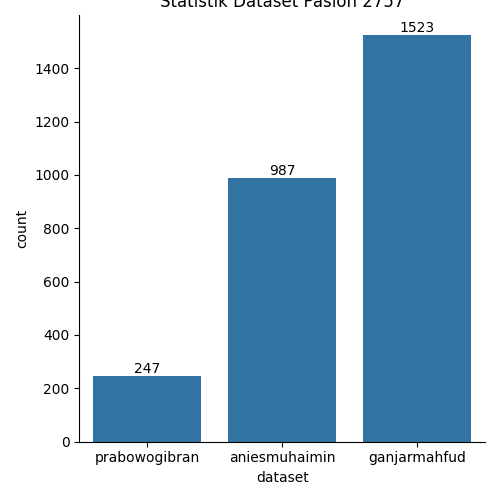 Statistik Dataset Paslon 2757
1523
1400
1200
1000
987
800
600
400
247
200
0
count
prabowogibran aniesmuhaimin ganjarmahfud
dataset